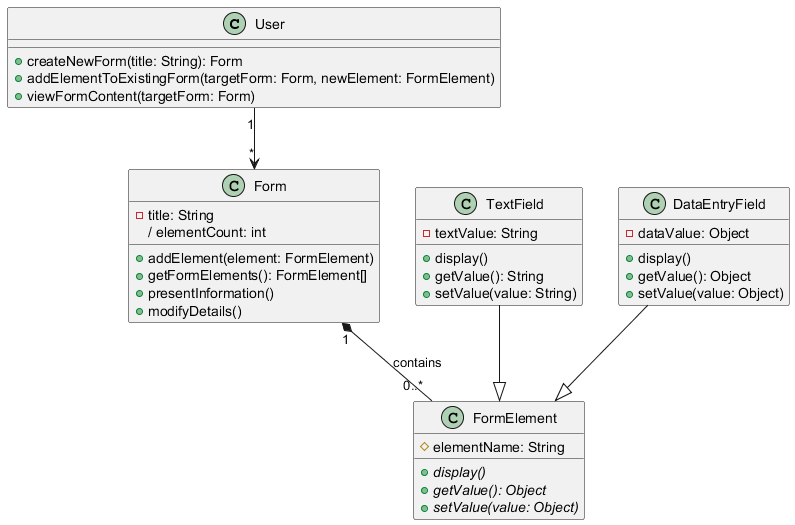 C User
+createNewForm(title: String): Form
+addElementToExistingForm(targetForm: Form, newElement: FormElement)
+viewFormContent(targetForm: Form)
1
*
C Form
title: String
/ elementCount: int
addElement(element: FormElement)
getFormElements(): FormElement[]
presentInformation()
modifyDetails()
C TextField
textValue: String
display()
getValue(): String
setValue(value: String)
C DataEntryField
dataValue: Object
display()
getValue(): Object
setValue(value: Object)
1
contains
0..*
C FormElement
elementName: String
display()
getValue(): Object
setValue(value: Object)